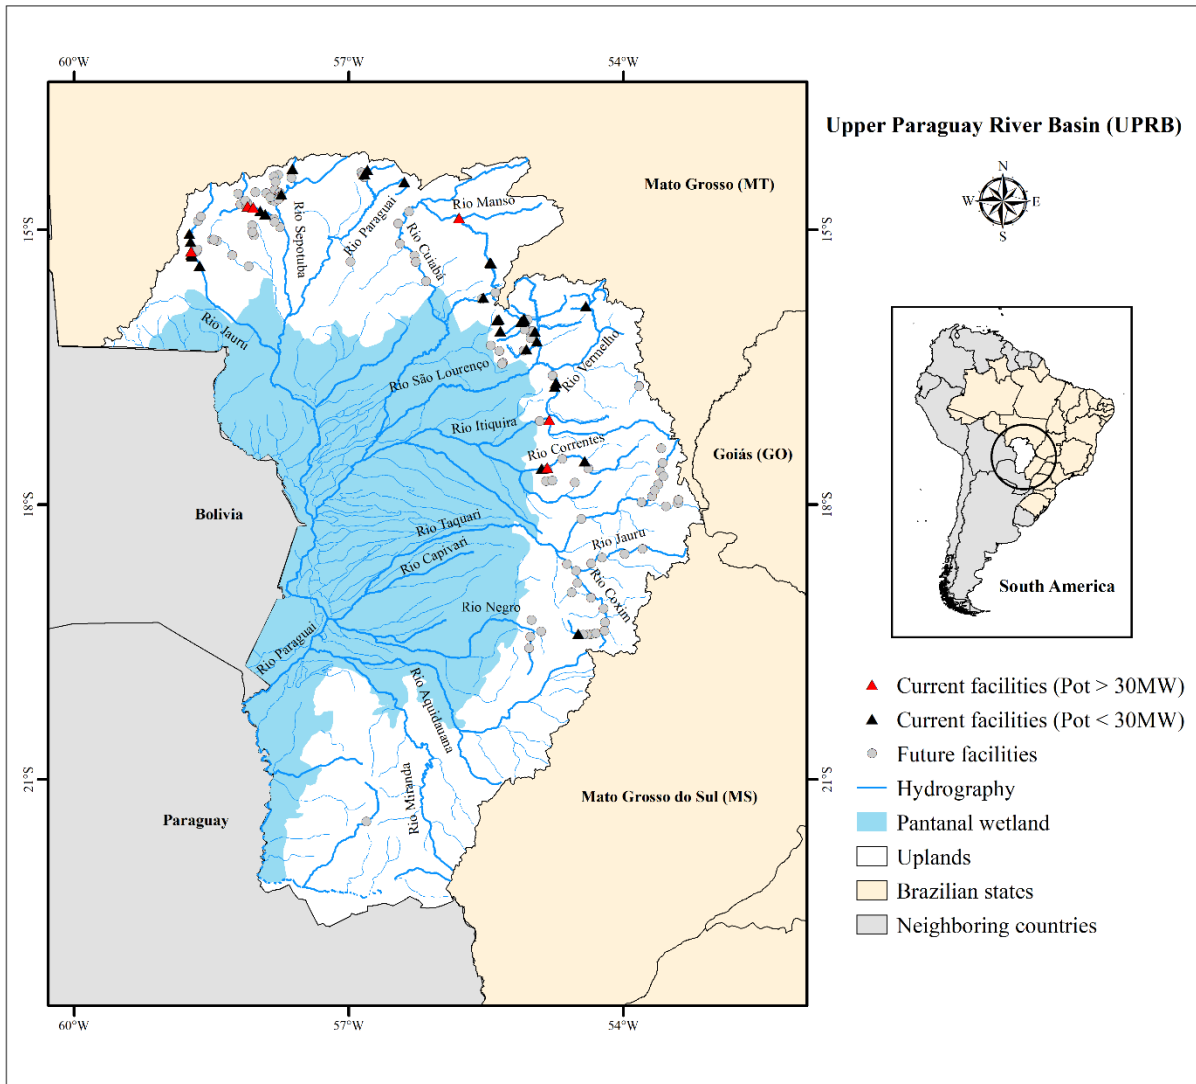 60°W
57°W
54°W
Upper Paraguay River Basin (UPRB)
N
W
E
S
Mato Grosso (MT)
15°S
15°S
Rio Manso
Rio Sepotuba
Rio Paraguai
Rio Cuiabá
Rio Jauru
Rio São Lourenço
Rio Vermelho
Rio Itiquira
Rio Correntes
Goiás (GO)
Bolivia
18°S
18°S
Rio Taquari
Rio Capivari
Rio Jauru
Rio Coxim
Rio Negro
Rio Paraguai
Rio Aquidauana
South America
Current facilities (Pot > 30MW)
Current facilities (Pot < 30MW)
Future facilities
21°S
21°S
Hydrography
Mato Grosso do Sul (MS)
Rio Miranda
Paraguay
Pantanal wetland
Uplands
Brazilian states
Neighboring countries
60°W
57°W
54°W